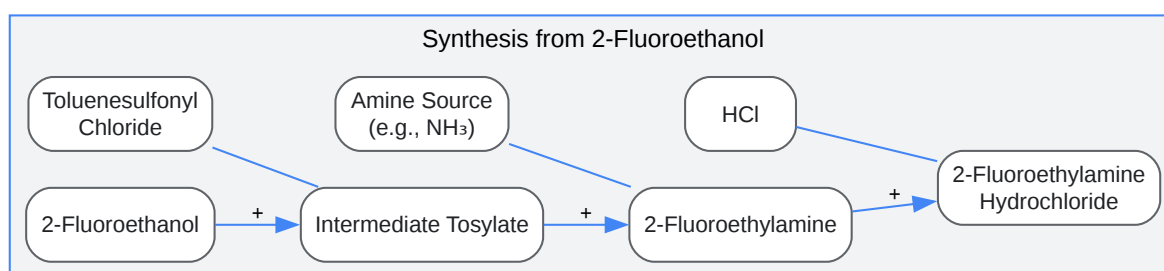 Synthesis from 2-Fluoroethanol
Toluenesulfonyl
Chloride
Amine Source
(e.g., NH₃)
HCl
2-Fluoroethanol
+
Intermediate Tosylate
+
2-Fluoroethylamine
+
2-Fluoroethylamine
Hydrochloride